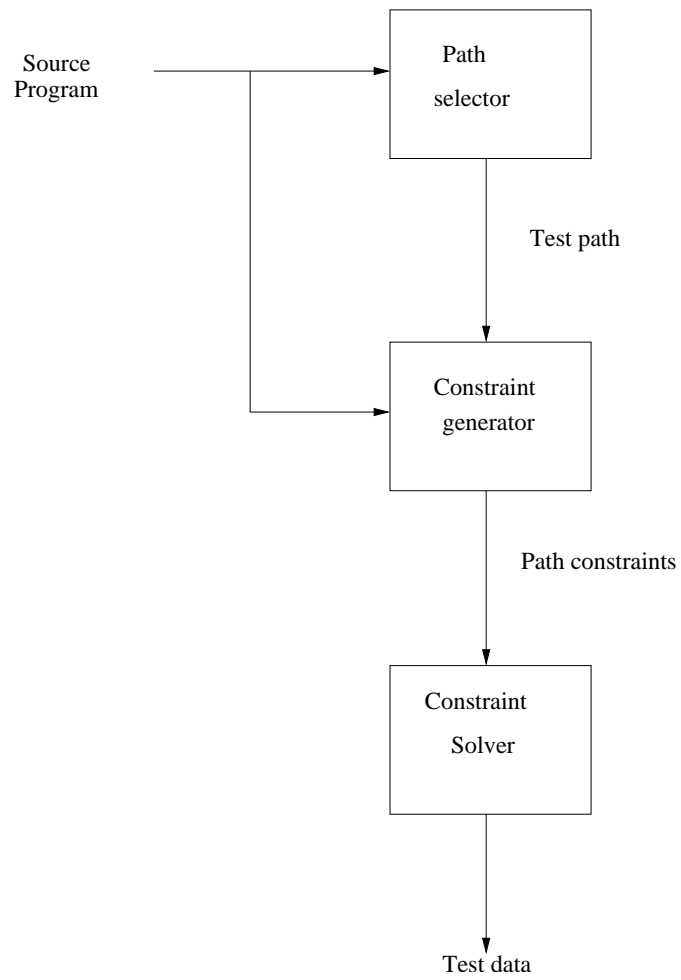 Source
Program
Path
selector
Test path
Constraint
generator
Path constraints
Constraint
Solver
Test data